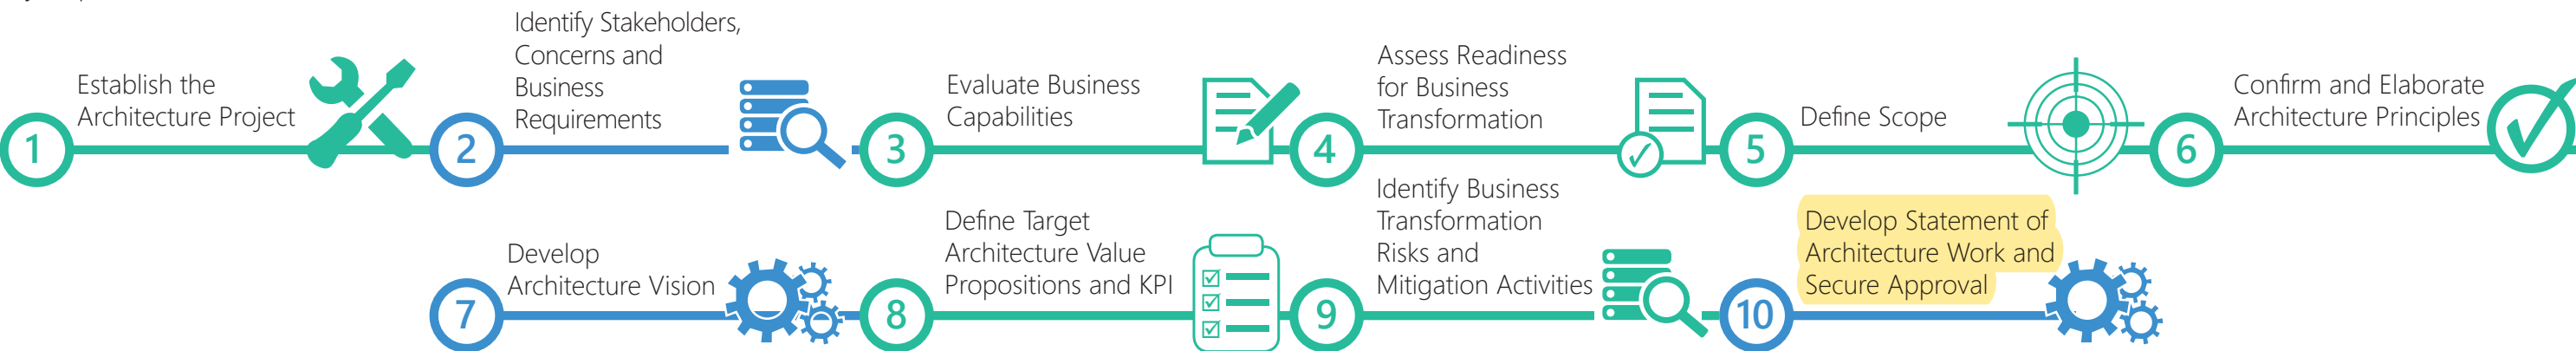 1
Establish the
Architecture Project
2
Identify Stakeholders,
Concerns and
Business
Requirements
3
Evaluate Business
Capabilities
4
Assess Readiness
for Business
Transformation
5
Define Scope
6
Confirm and Elaborate
Architecture Principles
7
Develop
Architecture Vision
8
Define Target
Architecture Value
Propositions and KPI
9
Identify Business
Transformation
Risks and
Mitigation Activities
10
Develop Statement of
Architecture Work and
Secure Approval